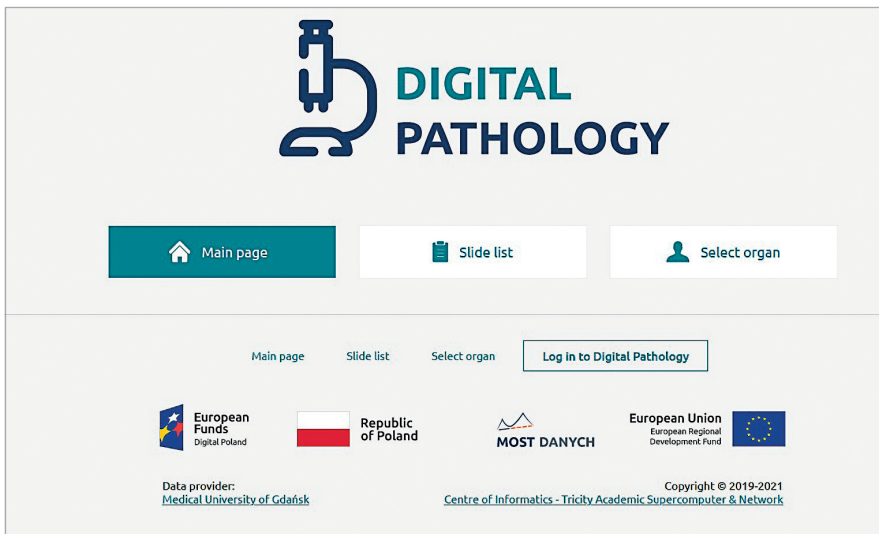 DIGITAL
PATHOLOGY
Main page
Slide list
Select organ
Main page
Slide list
Select organ
Log in to Digital Pathology
European
Funds
Digital Poland
Republic
of Poland
MOST DANYCH
European Union
European Regional
Development Fund
Data provider:
Medical University of Gdańsk
Copyright © 2019-2021
Centre of Informatics - Tricity Academic Supercomputer & Network